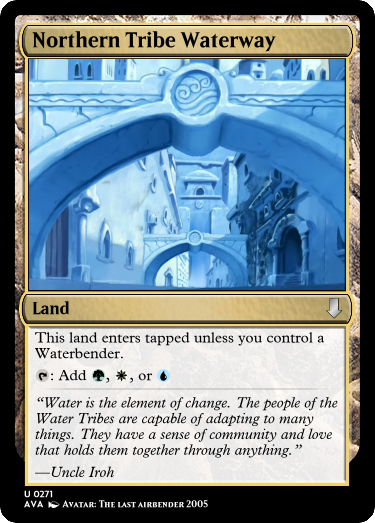 Northern Tribe Waterway
Land
This land enters tapped unless you control a
Waterbender.
: Add , , or
“Water is the element of change. The people of the
Water Tribes are capable of adapting to many
things. They have a sense of community and love
that holds them together through anything.”
—Uncle Iroh
U 0271
AVA Avatar: The last airbender 2005